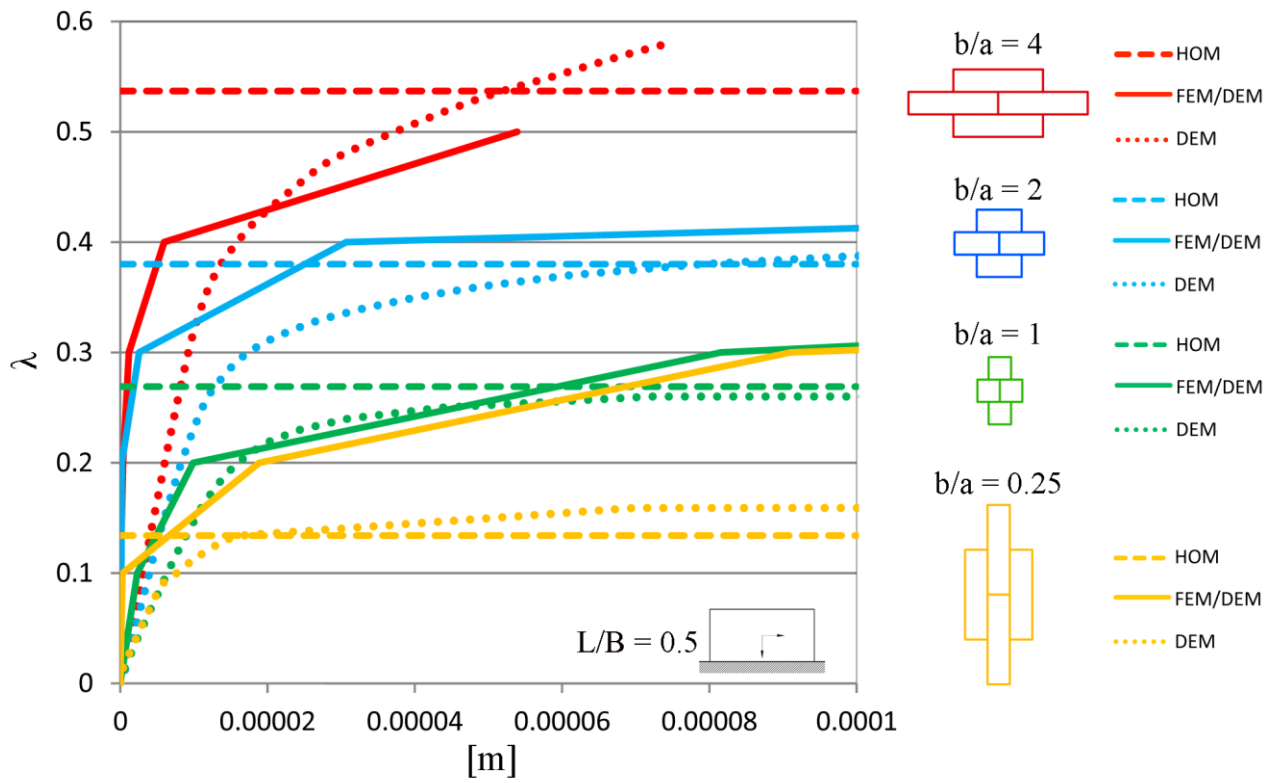 0.6
0.5
0.4
0.3
0.2
0.1
0
λ
0
0.00002
0.00004
0.00006
0.00008
0.0001
[m]
L/B = 0.5
b/a = 4
HOM
FEM/DEM
DEM
b/a = 2
HOM
FEM/DEM
DEM
b/a = 1
HOM
FEM/DEM
DEM
b/a = 0.25
HOM
FEM/DEM
DEM